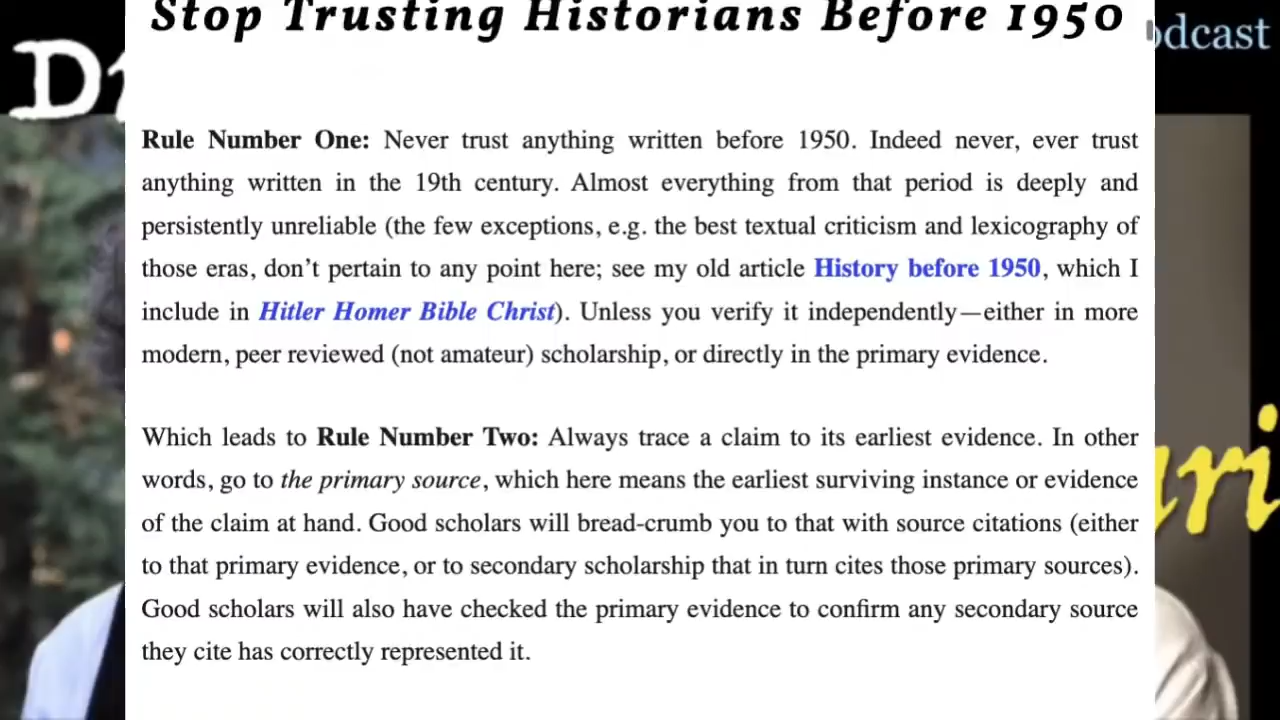 Stop Trusting Historians Before 1950
Rule Number One: Never trust anything written before 1950. Indeed never, ever trust
anything written in the 19th century. Almost everything from that period is deeply and
persistently unreliable (the few exceptions, e.g. the best textual criticism and lexicography of
those eras, don’t pertain to any point here; see my old article History before 1950, which I
include in Hitler Homer Bible Christ). Unless you verify it independently—either in more
modern, peer reviewed (not amateur) scholarship, or directly in the primary evidence.
Which leads to Rule Number Two: Always trace a claim to its earliest evidence. In other
words, go to the primary source, which here means the earliest surviving instance or evidence
of the claim at hand. Good scholars will bread-crumb you to that with source citations (either
to that primary evidence, or to secondary scholarship that in turn cites those primary sources).
Good scholars will also have checked the primary evidence to confirm any secondary source
they cite has correctly represented it.